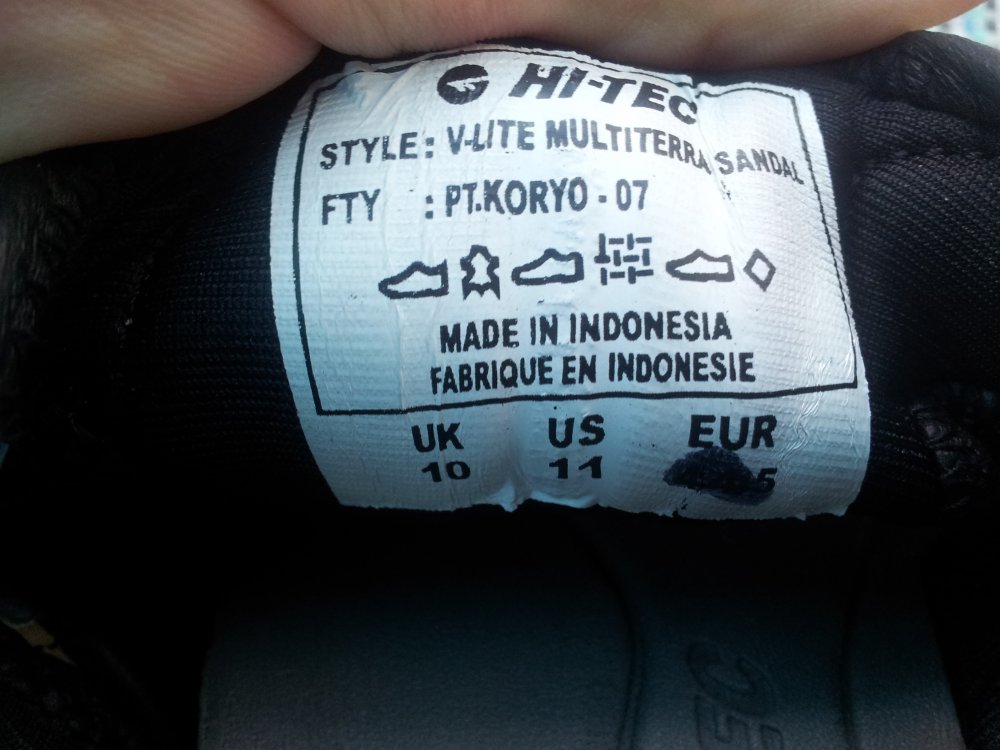 HI-TEC
STYLE : V-LITE MULTITERRA SANDAL
FTY : PT.KORYO - 07
MADE IN INDONESIA
FABRIQUE EN INDONESIE
UK US EUR
10 11 5